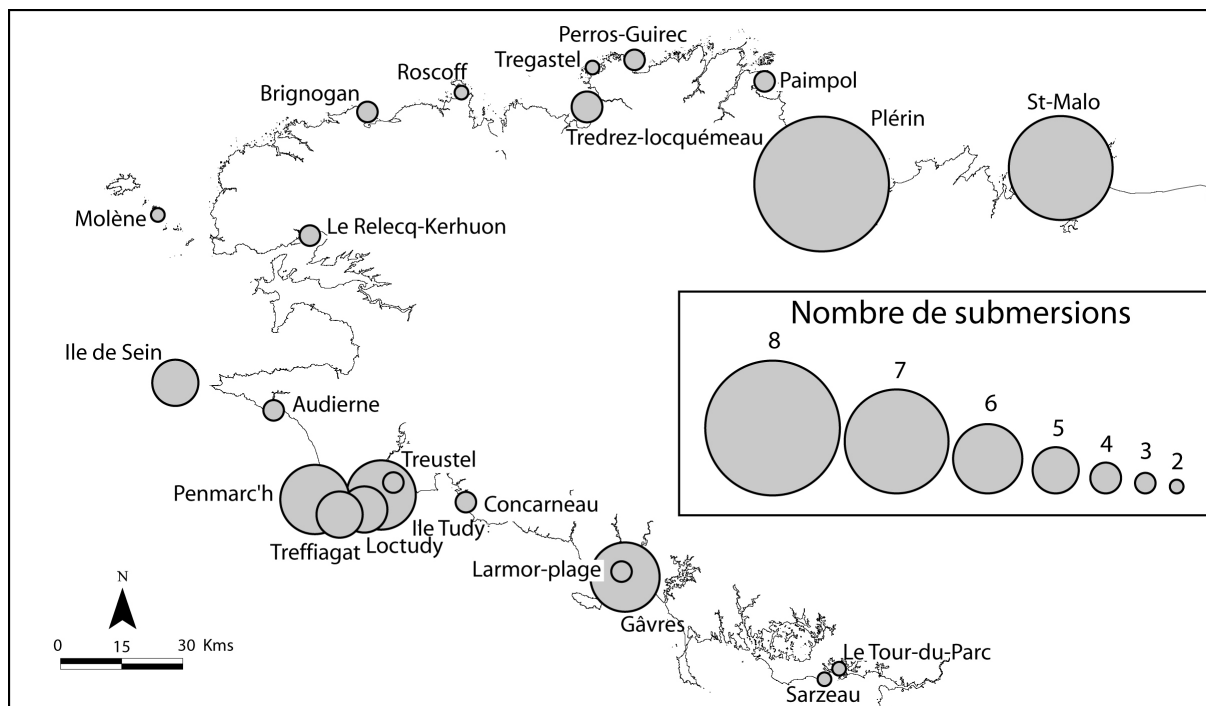 Perros-Guirec
Tregastel
Roscoff
Brignogan
Paimpol
St-Malo
Plérin
Tredrez-locquémeau
Molène
Le Relecq-Kerhuon
Nombre de submersions
8
7
6
5
4
3
2
Ile de Sein
Audierne
Treustel
Penmarc'h
Concarneau
Ile Tudy
Loctudy
Treffiagat
Larmor-plage
Gâvres
N
0 15 30 Kms
Le Tour-du-Parc
Sarzeau